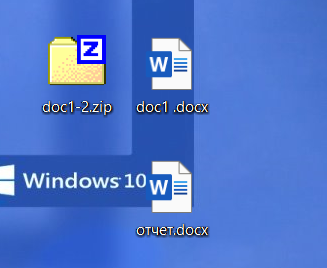 Z
doc1-2.zip
W
doc1 .docx
Windows 10
W
отчет.docx